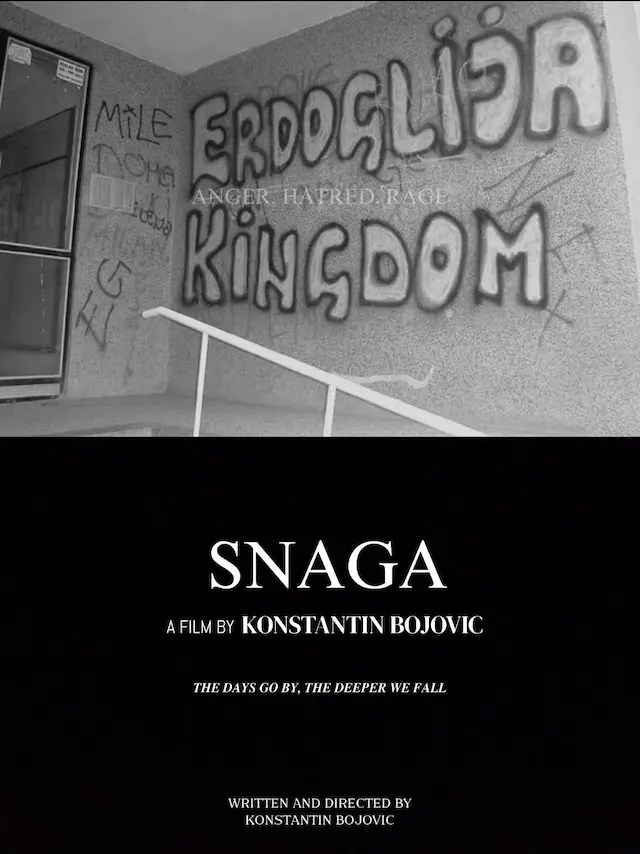 ERDOGLIJA
MiLE
DONG
ANGER, HATRED, RAGE
KiNGDOM
SNAGA
A FILM BY KONSTANTIN BOJOVIC
THE DAYS GO BY, THE DEEPER WE FALL
WRITTEN AND DIRECTED BY
KONSTANTIN BOJOVIC